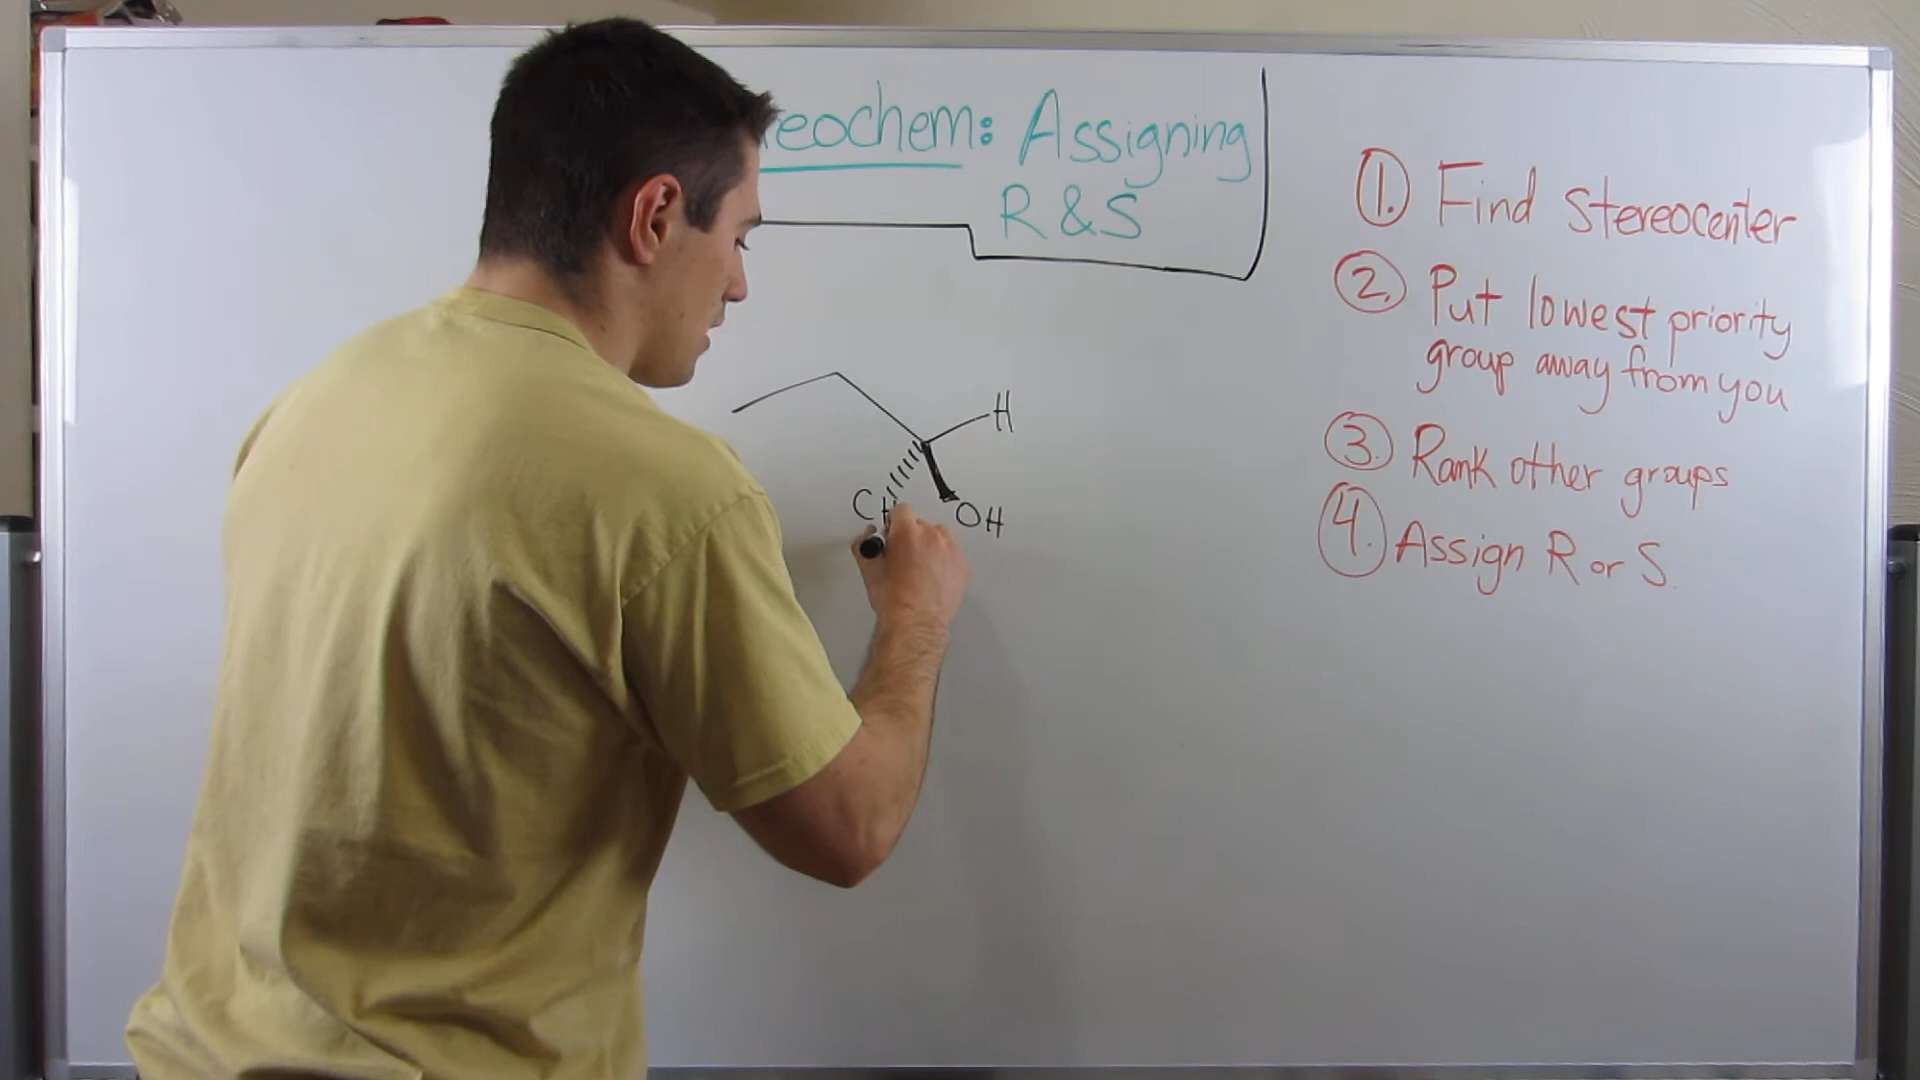 eochem: Assigning
R & S
H
CH
OH
1. Find Stereocenter
2. Put lowest priority
group away from you
3. Rank other groups
4. Assign R or S.